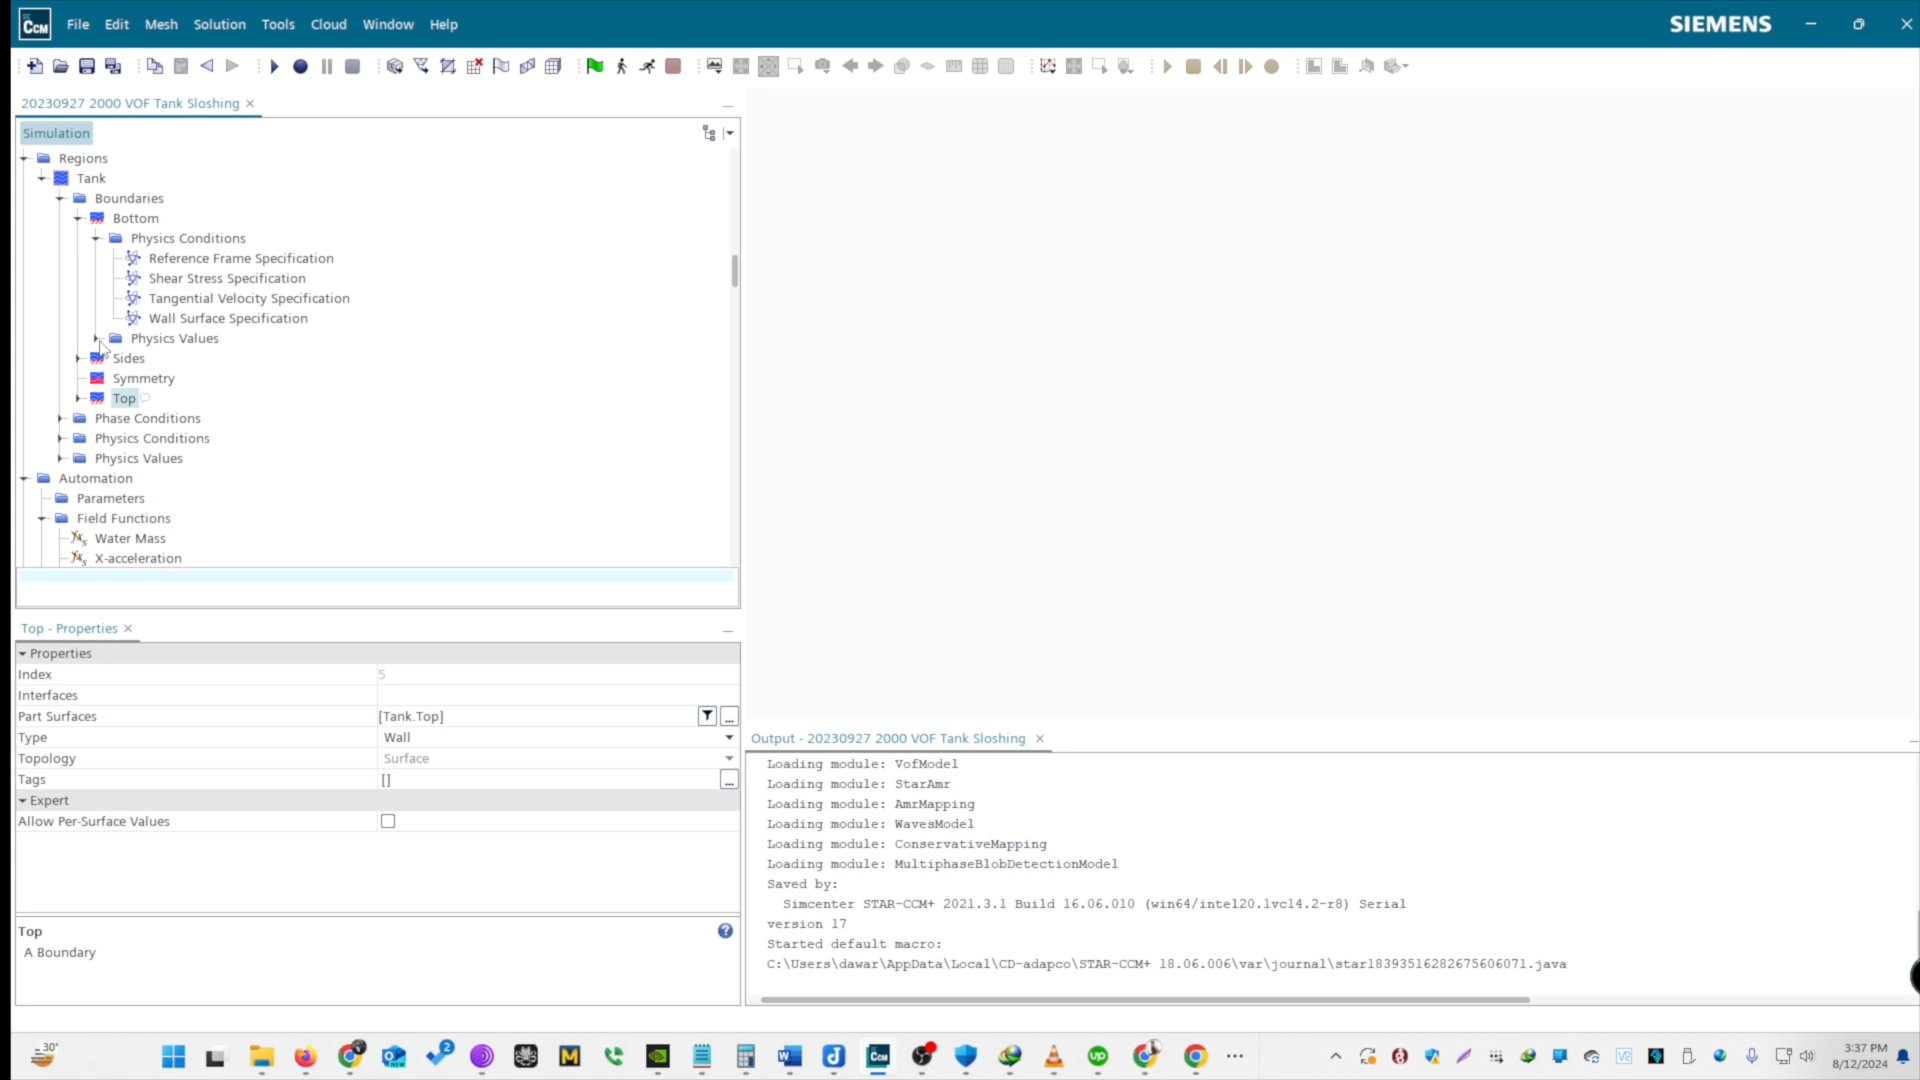 CCM File Edit Mesh Solution Tools Cloud Window Help SIEMENS
20230927 2000 VOF Tank Sloshing
Simulation
Regions
Tank
Boundaries
Bottom
Physics Conditions
Reference Frame Specification
Shear Stress Specification
Tangential Velocity Specification
Wall Surface Specification
Physics Values
Sides
Symmetry
Top
Phase Conditions
Physics Conditions
Physics Values
Automation
Parameters
Field Functions
Water Mass
X-acceleration
Top - Properties
Properties
Index 5
Interfaces
Part Surfaces [Tank.Top]
Type Wall
Topology Surface
Tags []
Expert
Allow Per-Surface Values
Top
A Boundary
Output - 20230927 2000 VOF Tank Sloshing
Loading module: VofModel
Loading module: StarAmr
Loading module: AmrMapping
Loading module: WavesModel
Loading module: ConservativeMapping
Loading module: MultiphaseBlobDetectionModel
Saved by:
Simcenter STAR-CCM+ 2021.3.1 Build 16.06.010 (win64/intel20.1vc14.2-r8) Serial
version 17
Started default macro:
C:\Users\dawar\AppData\Local\CD-adapco\STAR-CCM+ 18.06.006\var\journal\star18393516282675606071.java
30°
2
3:37 PM
8/12/2024